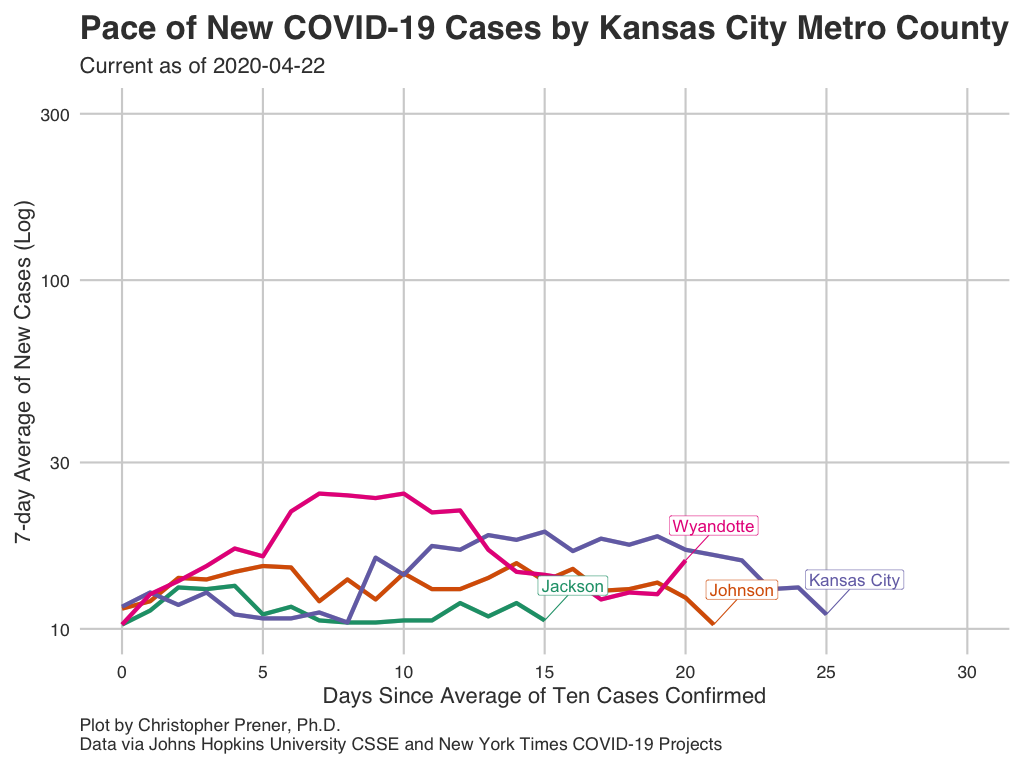 Pace of New COVID-19 Cases by Kansas City Metro County
Current as of 2020-04-22
7-day Average of New Cases (Log)
300
100
30
10
Wyandotte
Kansas City
Jackson
Johnson
0 5 10 15 20 25 30
Days Since Average of Ten Cases Confirmed
Plot by Christopher Prener, Ph.D.
Data via Johns Hopkins University CSSE and New York Times COVID-19 Projects